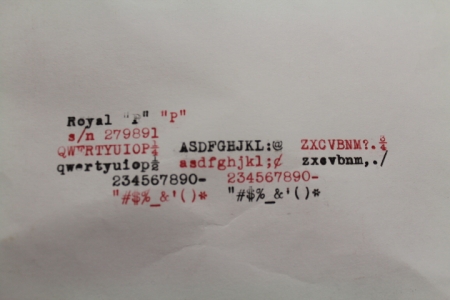 Royal "P" "P"
s/n 279891
QWERTYUIOP¼ ASDFGHJKL:@ ZXCVBNM?.¾
qwertyuiop½ asdfghjkl;¢ zxcvbnm,./
234567890- 234567890-
"#$%_&'()* "#$%_&'()*